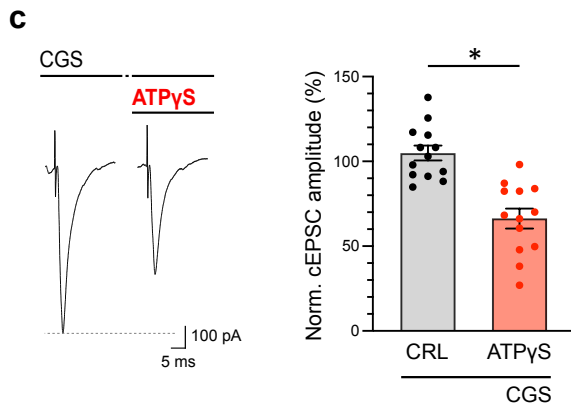 c
CGS
ATPγS
100 pA
5 ms
*
Norm. cEPSC amplitude (%)
150
100
50
0
CRL
ATPγS
CGS